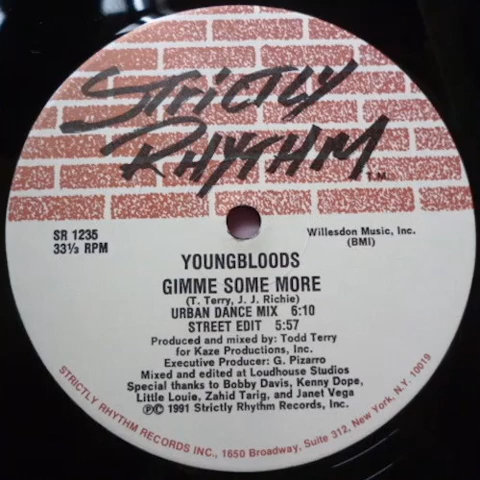 STRICTLY
RHYTHM
T.M.
SR 1235
33⅓ RPM
Willesdon Music, Inc.
(BMI)
YOUNGBLOODS
GIMME SOME MORE
(T. Terry, J. J. Richie)
URBAN DANCE MIX 6:10
STREET EDIT 5:57
Produced and mixed by: Todd Terry
for Kaze Productions, Inc.
Executive Producer: G. Pizarro
Mixed and edited at Loudhouse Studios
Special thanks to Bobby Davis, Kenny Dope,
Little Louie, Zahid Tarig, and Janet Vega
℗© 1991 Strictly Rhythm Records, Inc.
STRICTLY RHYTHM RECORDS INC., 1650 Broadway, Suite 312, New York, N.Y. 10019